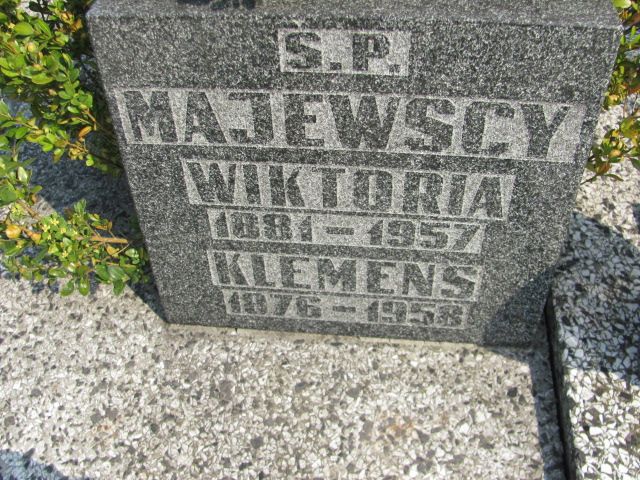 S.P.
MAJEWSCY
WIKTORIA
1881-1957
KLEMENS
1876-1958